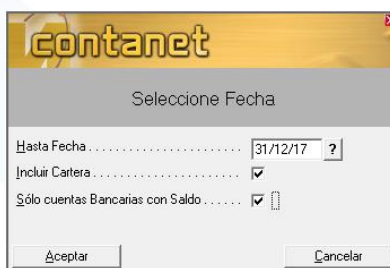 contanet
Seleccione Fecha
Hasta Fecha . . . . . . . . . . . . . . . . . . . . . . . 31/12/17 ?
Incluir Cartera . . . . . . . . . . . . . . . . . . . . . .
Sólo cuentas Bancarias con Saldo . . . . . .
Aceptar Cancelar